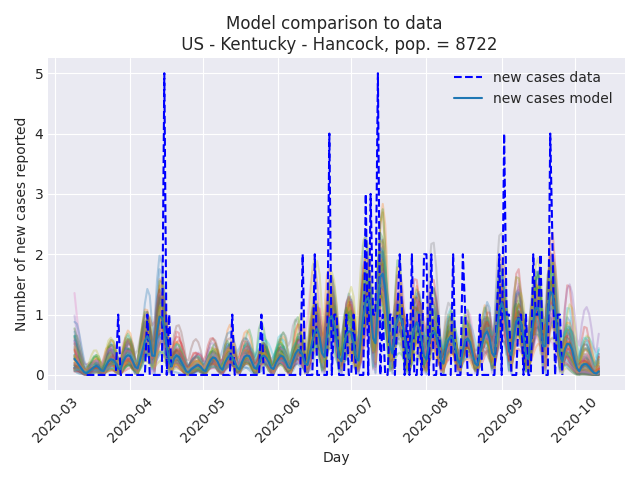 Model comparison to data
US - Kentucky - Hancock, pop. = 8722
new cases data
new cases model
Number of new cases reported
5
4
3
2
1
0
2020-03
2020-04
2020-05
2020-06
2020-07
2020-08
2020-09
2020-10
Day